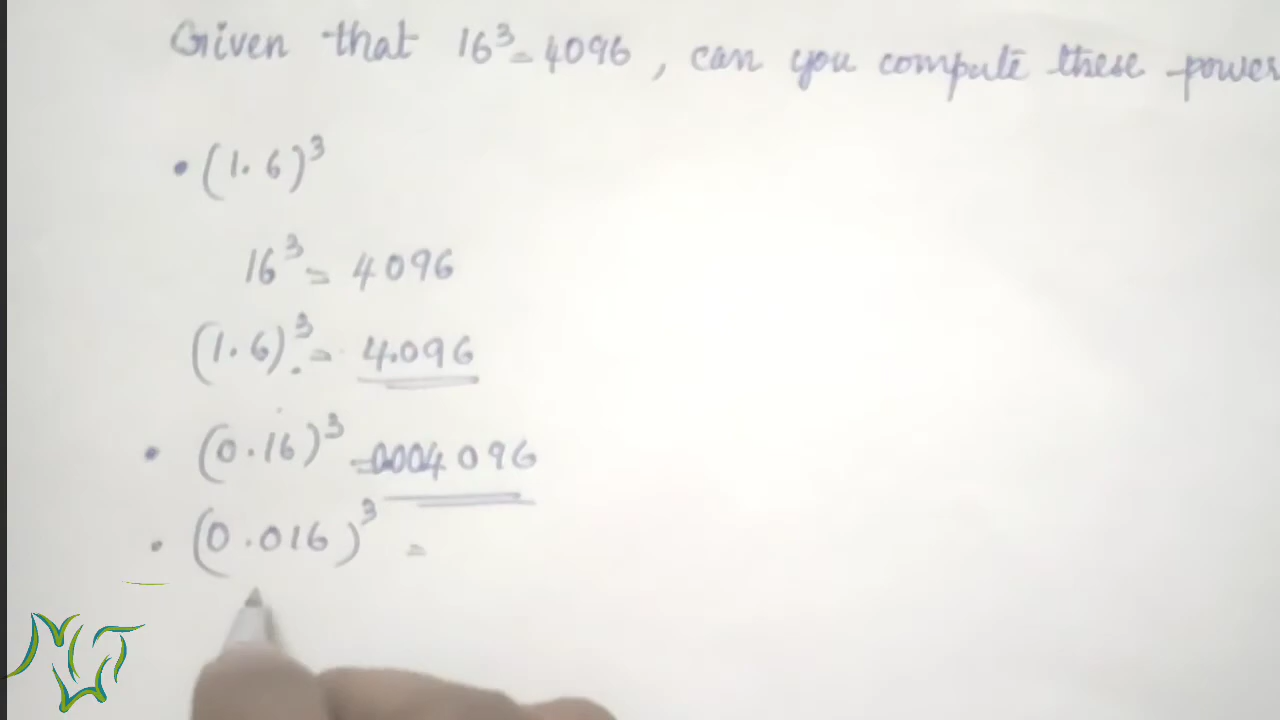 Given that 16³ = 4096, can you compute these power
• (1.6)³
16³ = 4096
(1.6)³ = 4.096
• (0.16)³ = 0.004096
• (0.016)³ =
MT